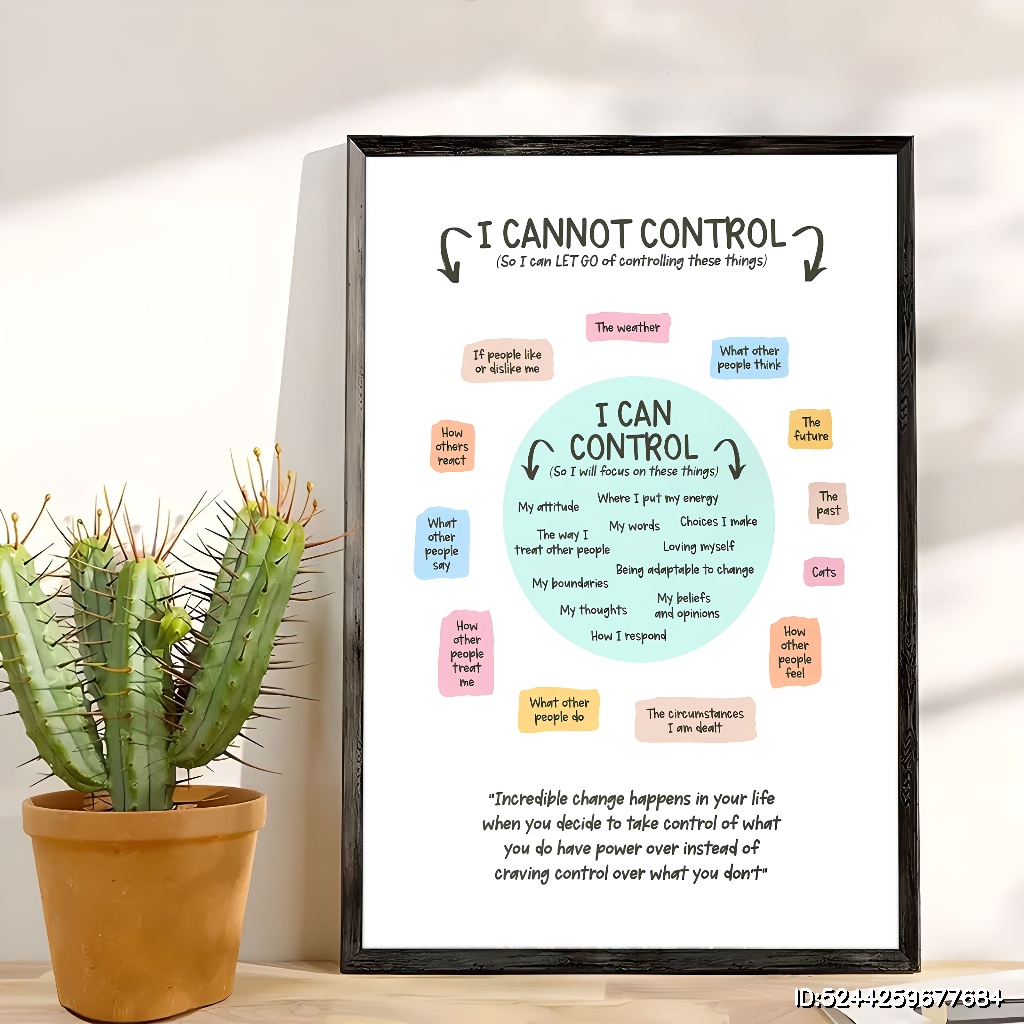 I CANNOT CONTROL
(So I can LET GO of controlling these things)
The weather
If people like
or dislike me
What other
people think
How
others
react
The
future
What
other
people
say
The
past
Cats
How
other
people
treat
me
How
other
people
feel
What other
people do
The circumstances
I am dealt
I CAN
CONTROL
(So I will focus on these things)
My attitude
Where I put my energy
The way I
treat other people
My words
Choices I make
Loving myself
Being adaptable to change
My boundaries
My thoughts
My beliefs
and opinions
How I respond
"Incredible change happens in your life
when you decide to take control of what
you do have power over instead of
craving control over what you don't"
ID:5244259677684